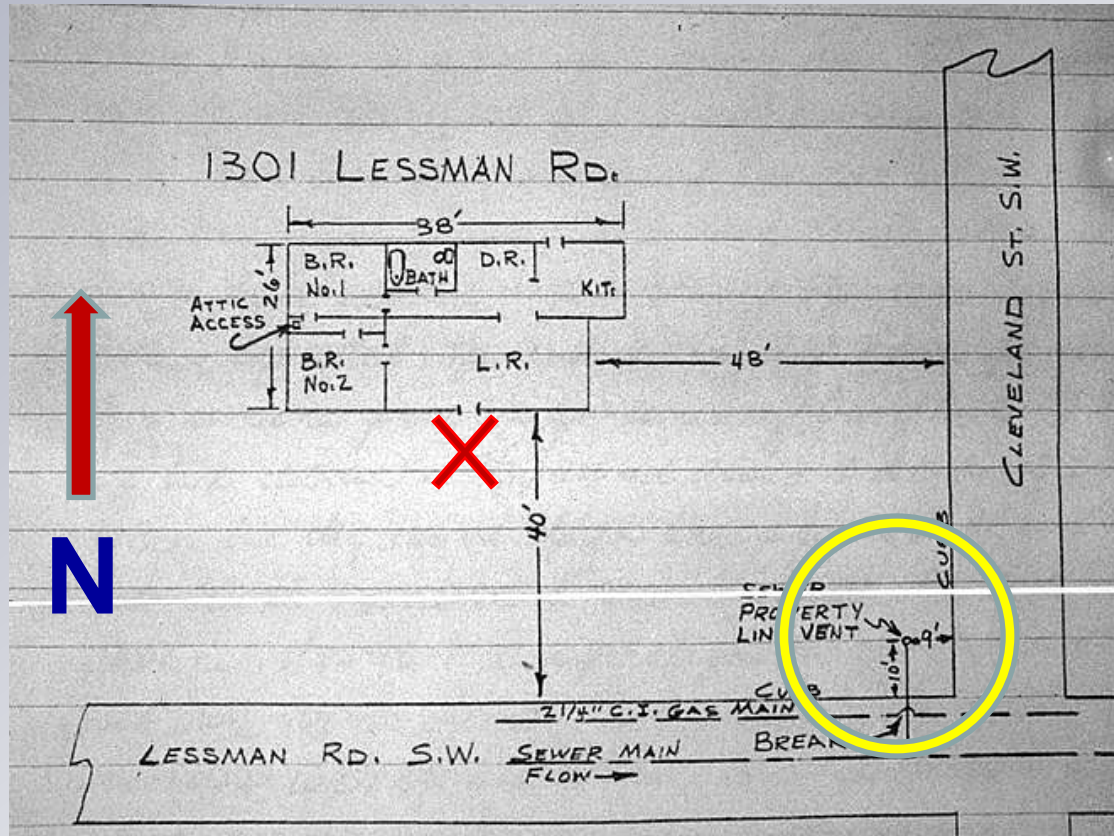 1301 LESSMAN RD.
38'
26'
B.R.
No.1
BATH
D.R.
KIT.
ATTIC
ACCESS
B.R.
No.2
L.R.
48'
40'
CLEVELAND ST. S.W.
N
PROPERTY
LINE VENT
9'
10'
2 1/4" C.I. GAS MAIN
BREAK
LESSMAN RD. S.W.
SEWER MAIN
FLOW